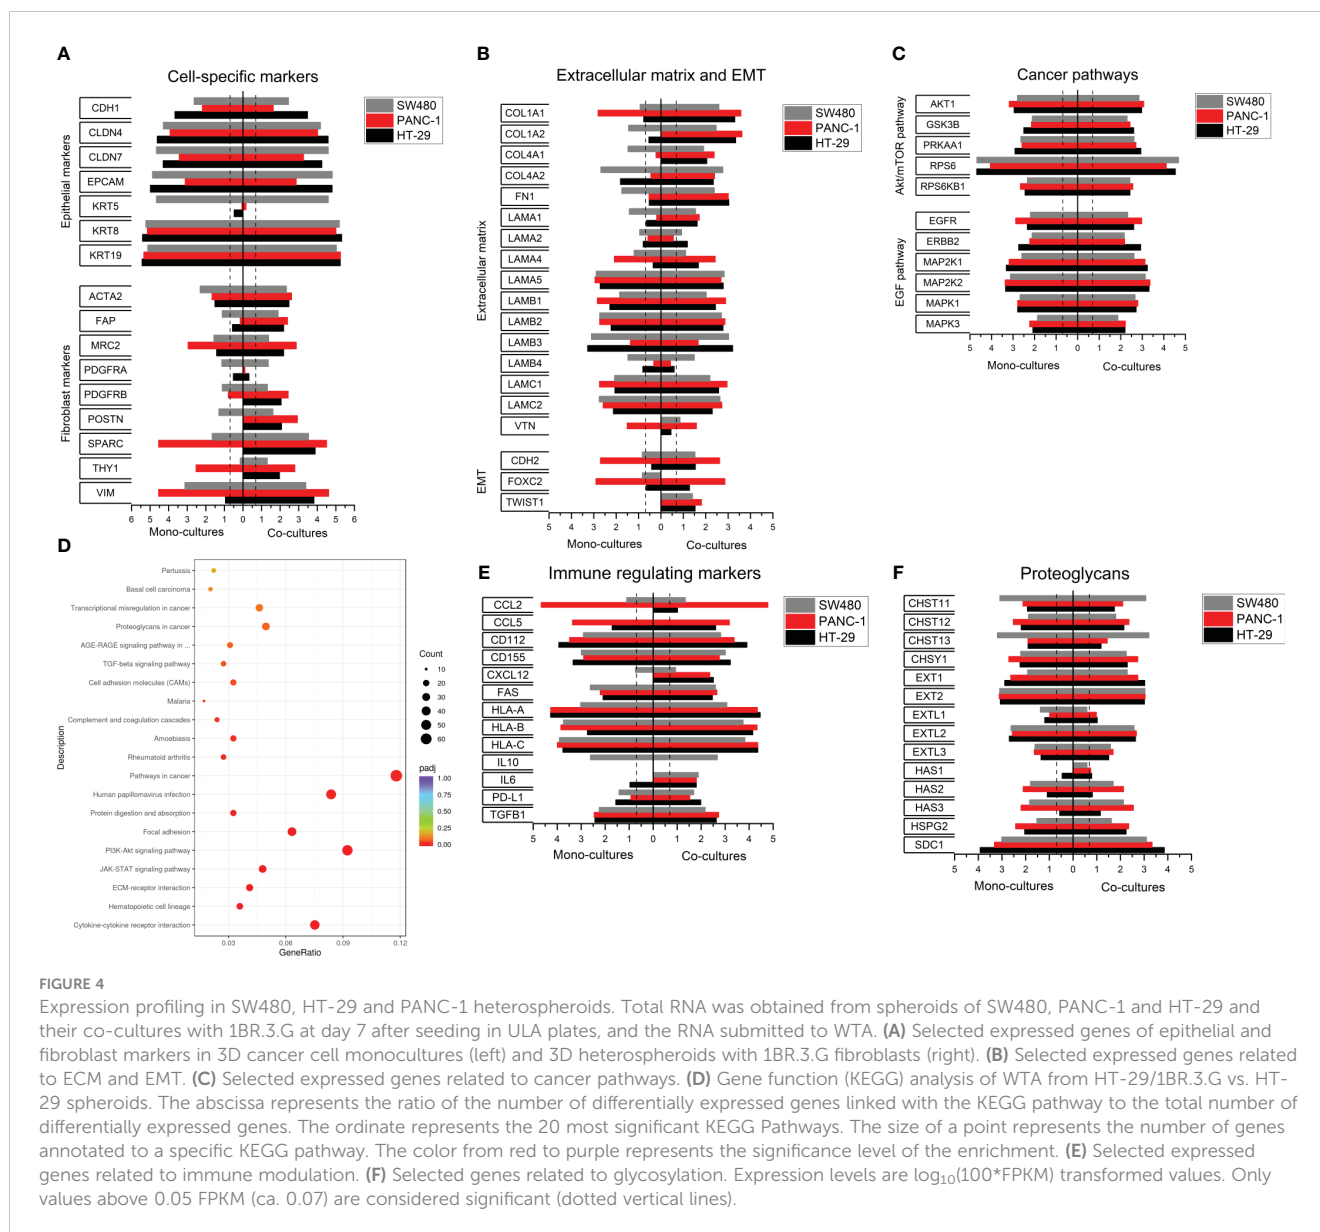 A
Cell-specific markers
SW480
PANC-1
HT-29
Epithelial markers
CDH1
CLDN4
CLDN7
EPCAM
KRT5
KRT8
KRT19
Fibroblast markers
ACTA2
FAP
MRC2
PDGFRA
PDGFRB
POSTN
SPARC
THY1
VIM
6 5 4 3 2 1 0 1 2 3 4 5 6
Mono-cultures Co-cultures
B
Extracellular matrix and EMT
SW480
PANC-1
HT-29
Extracellular matrix
COL1A1
COL1A2
COL4A1
COL4A2
FN1
LAMA1
LAMA2
LAMA4
LAMA5
LAMB1
LAMB2
LAMB3
LAMB4
LAMC1
LAMC2
VTN
EMT
CDH2
FOXC2
TWIST1
5 4 3 2 1 0 1 2 3 4 5
Mono-cultures Co-cultures
C
Cancer pathways
SW480
PANC-1
HT-29
Akt/mTOR pathway
AKT1
GSK3B
PRKAA1
RPS6
RPS6KB1
EGF pathway
EGFR
ERBB2
MAP2K1
MAP2K2
MAPK1
MAPK3
5 4 3 2 1 0 1 2 3 4 5
Mono-cultures Co-cultures
D
Description
Pertussis
Basal cell carcinoma
Transcriptional misregulation in cancer
Proteoglycans in cancer
AGE-RAGE signaling pathway in ...
TGF-beta signaling pathway
Cell adhesion molecules (CAMs)
Malaria
Complement and coagulation cascades
Amoebiasis
Rheumatoid arthritis
Pathways in cancer
Human papillomavirus infection
Protein digestion and absorption
Focal adhesion
PI3K-Akt signaling pathway
JAK-STAT signaling pathway
ECM-receptor interaction
Hematopoietic cell lineage
Cytokine-cytokine receptor interaction
0.03 0.06 0.09 0.12
GeneRatio
Count
10
20
30
40
50
60
padj
1.00
0.75
0.50
0.25
0.00
E
Immune regulating markers
SW480
PANC-1
HT-29
CCL2
CCL5
CD112
CD155
CXCL12
FAS
HLA-A
HLA-B
HLA-C
IL10
IL6
PD-L1
TGFB1
5 4 3 2 1 0 1 2 3 4 5
Mono-cultures Co-cultures
F
Proteoglycans
SW480
PANC-1
HT-29
CHST11
CHST12
CHST13
CHSY1
EXT1
EXT2
EXTL1
EXTL2
EXTL3
HAS1
HAS2
HAS3
HSPG2
SDC1
5 4 3 2 1 0 1 2 3 4 5
Mono-cultures Co-cultures
FIGURE 4
Expression profiling in SW480, HT-29 and PANC-1 heterospheroids. Total RNA was obtained from spheroids of SW480, PANC-1 and HT-29 and
their co-cultures with 1BR.3.G at day 7 after seeding in ULA plates, and the RNA submitted to WTA. (A) Selected expressed genes of epithelial and
fibroblast markers in 3D cancer cell monocultures (left) and 3D heterospheroids with 1BR.3.G fibroblasts (right). (B) Selected expressed genes related
to ECM and EMT. (C) Selected expressed genes related to cancer pathways. (D) Gene function (KEGG) analysis of WTA from HT-29/1BR.3.G vs. HT-
29 spheroids. The abscissa represents the ratio of the number of differentially expressed genes linked with the KEGG pathway to the total number of
differentially expressed genes. The ordinate represents the 20 most significant KEGG Pathways. The size of a point represents the number of genes
annotated to a specific KEGG pathway. The color from red to purple represents the significance level of the enrichment. (E) Selected expressed
genes related to immune modulation. (F) Selected genes related to glycosylation. Expression levels are log₁₀(100*FPKM) transformed values. Only
values above 0.05 FPKM (ca. 0.07) are considered significant (dotted vertical lines).